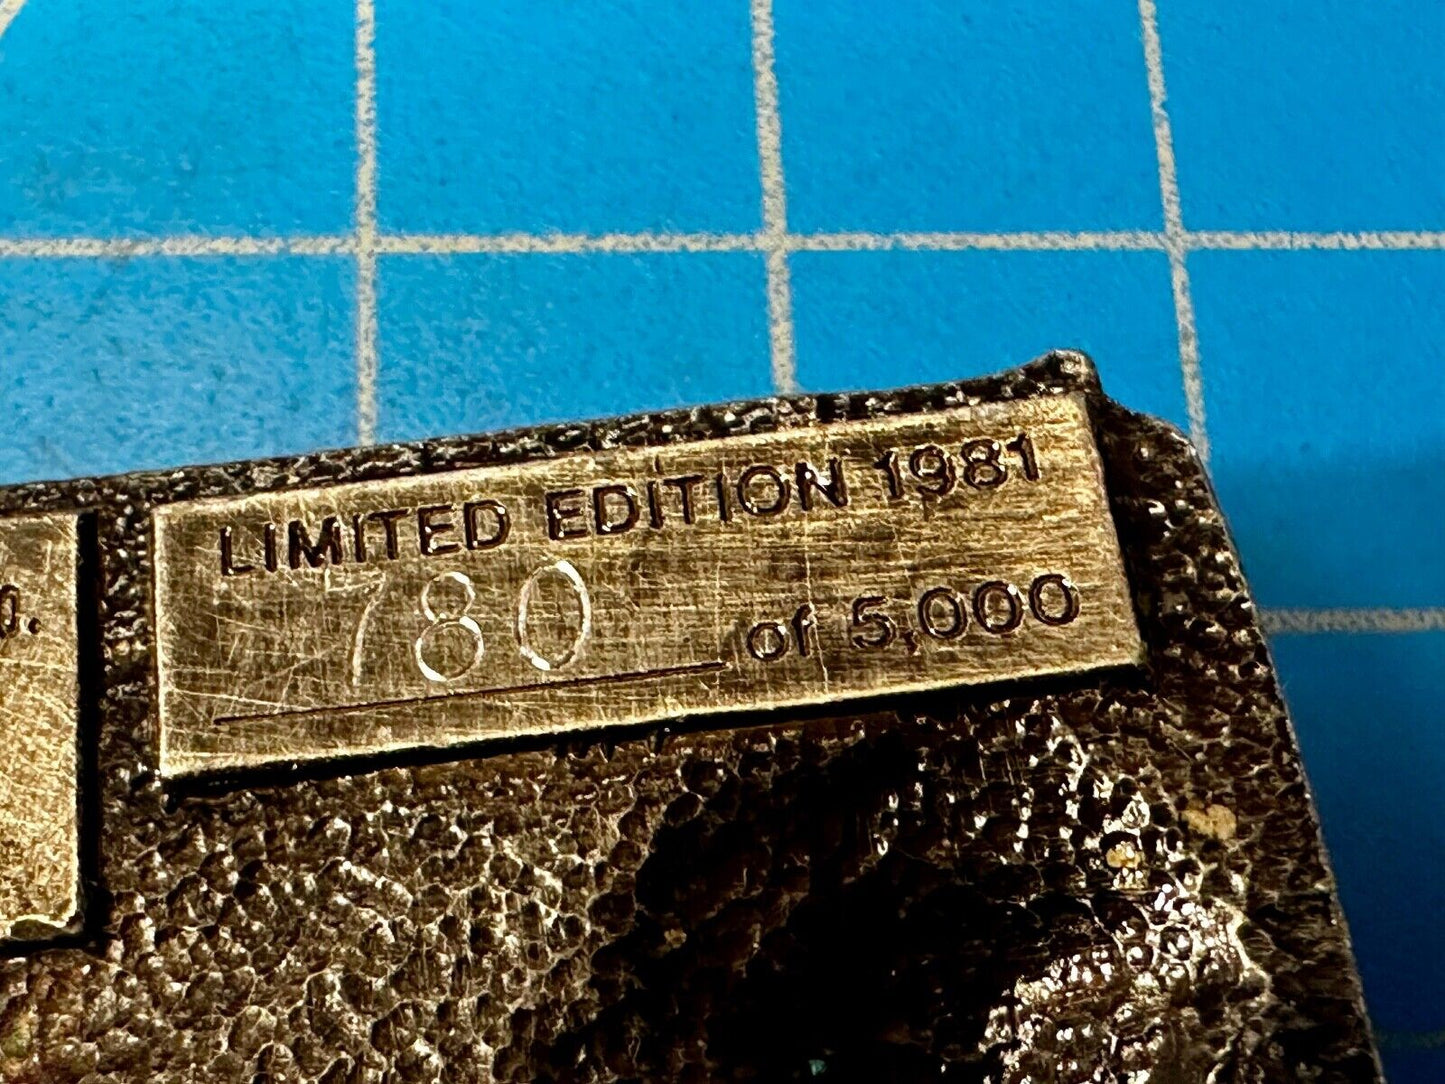 LIMITED EDITION 1981
780 of 5,000